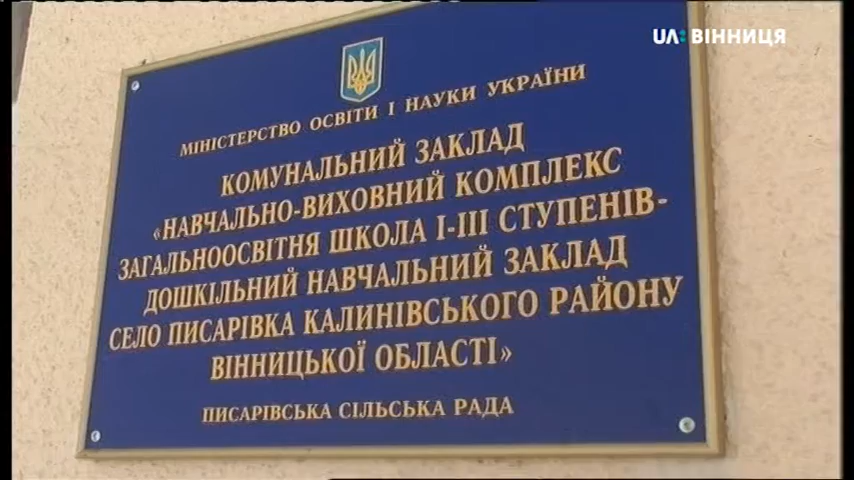 UA: ВІННИЦЯ
МІНІСТЕРСТВО ОСВІТИ І НАУКИ УКРАЇНИ
КОМУНАЛЬНИЙ ЗАКЛАД
«НАВЧАЛЬНО-ВИХОВНИЙ КОМПЛЕКС
ЗАГАЛЬНООСВІТНЯ ШКОЛА І-ІІІ СТУПЕНІВ-
ДОШКІЛЬНИЙ НАВЧАЛЬНИЙ ЗАКЛАД
СЕЛО ПИСАРІВКА КАЛИНІВСЬКОГО РАЙОНУ
ВІННИЦЬКОЇ ОБЛАСТІ»
ПИСАРІВСЬКА СІЛЬСЬКА РАДА